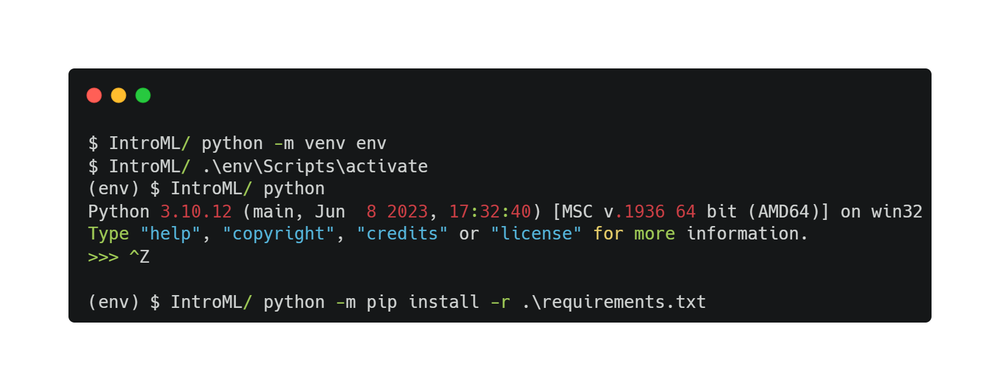 $ IntroML/ python -m venv env
$ IntroML/ .\env\Scripts\activate
(env) $ IntroML/ python
Python 3.10.12 (main, Jun  8 2023, 17:32:40) [MSC v.1936 64 bit (AMD64)] on win32
Type "help", "copyright", "credits" or "license" for more information.
>>> ^Z
(env) $ IntroML/ python -m pip install -r .\requirements.txt